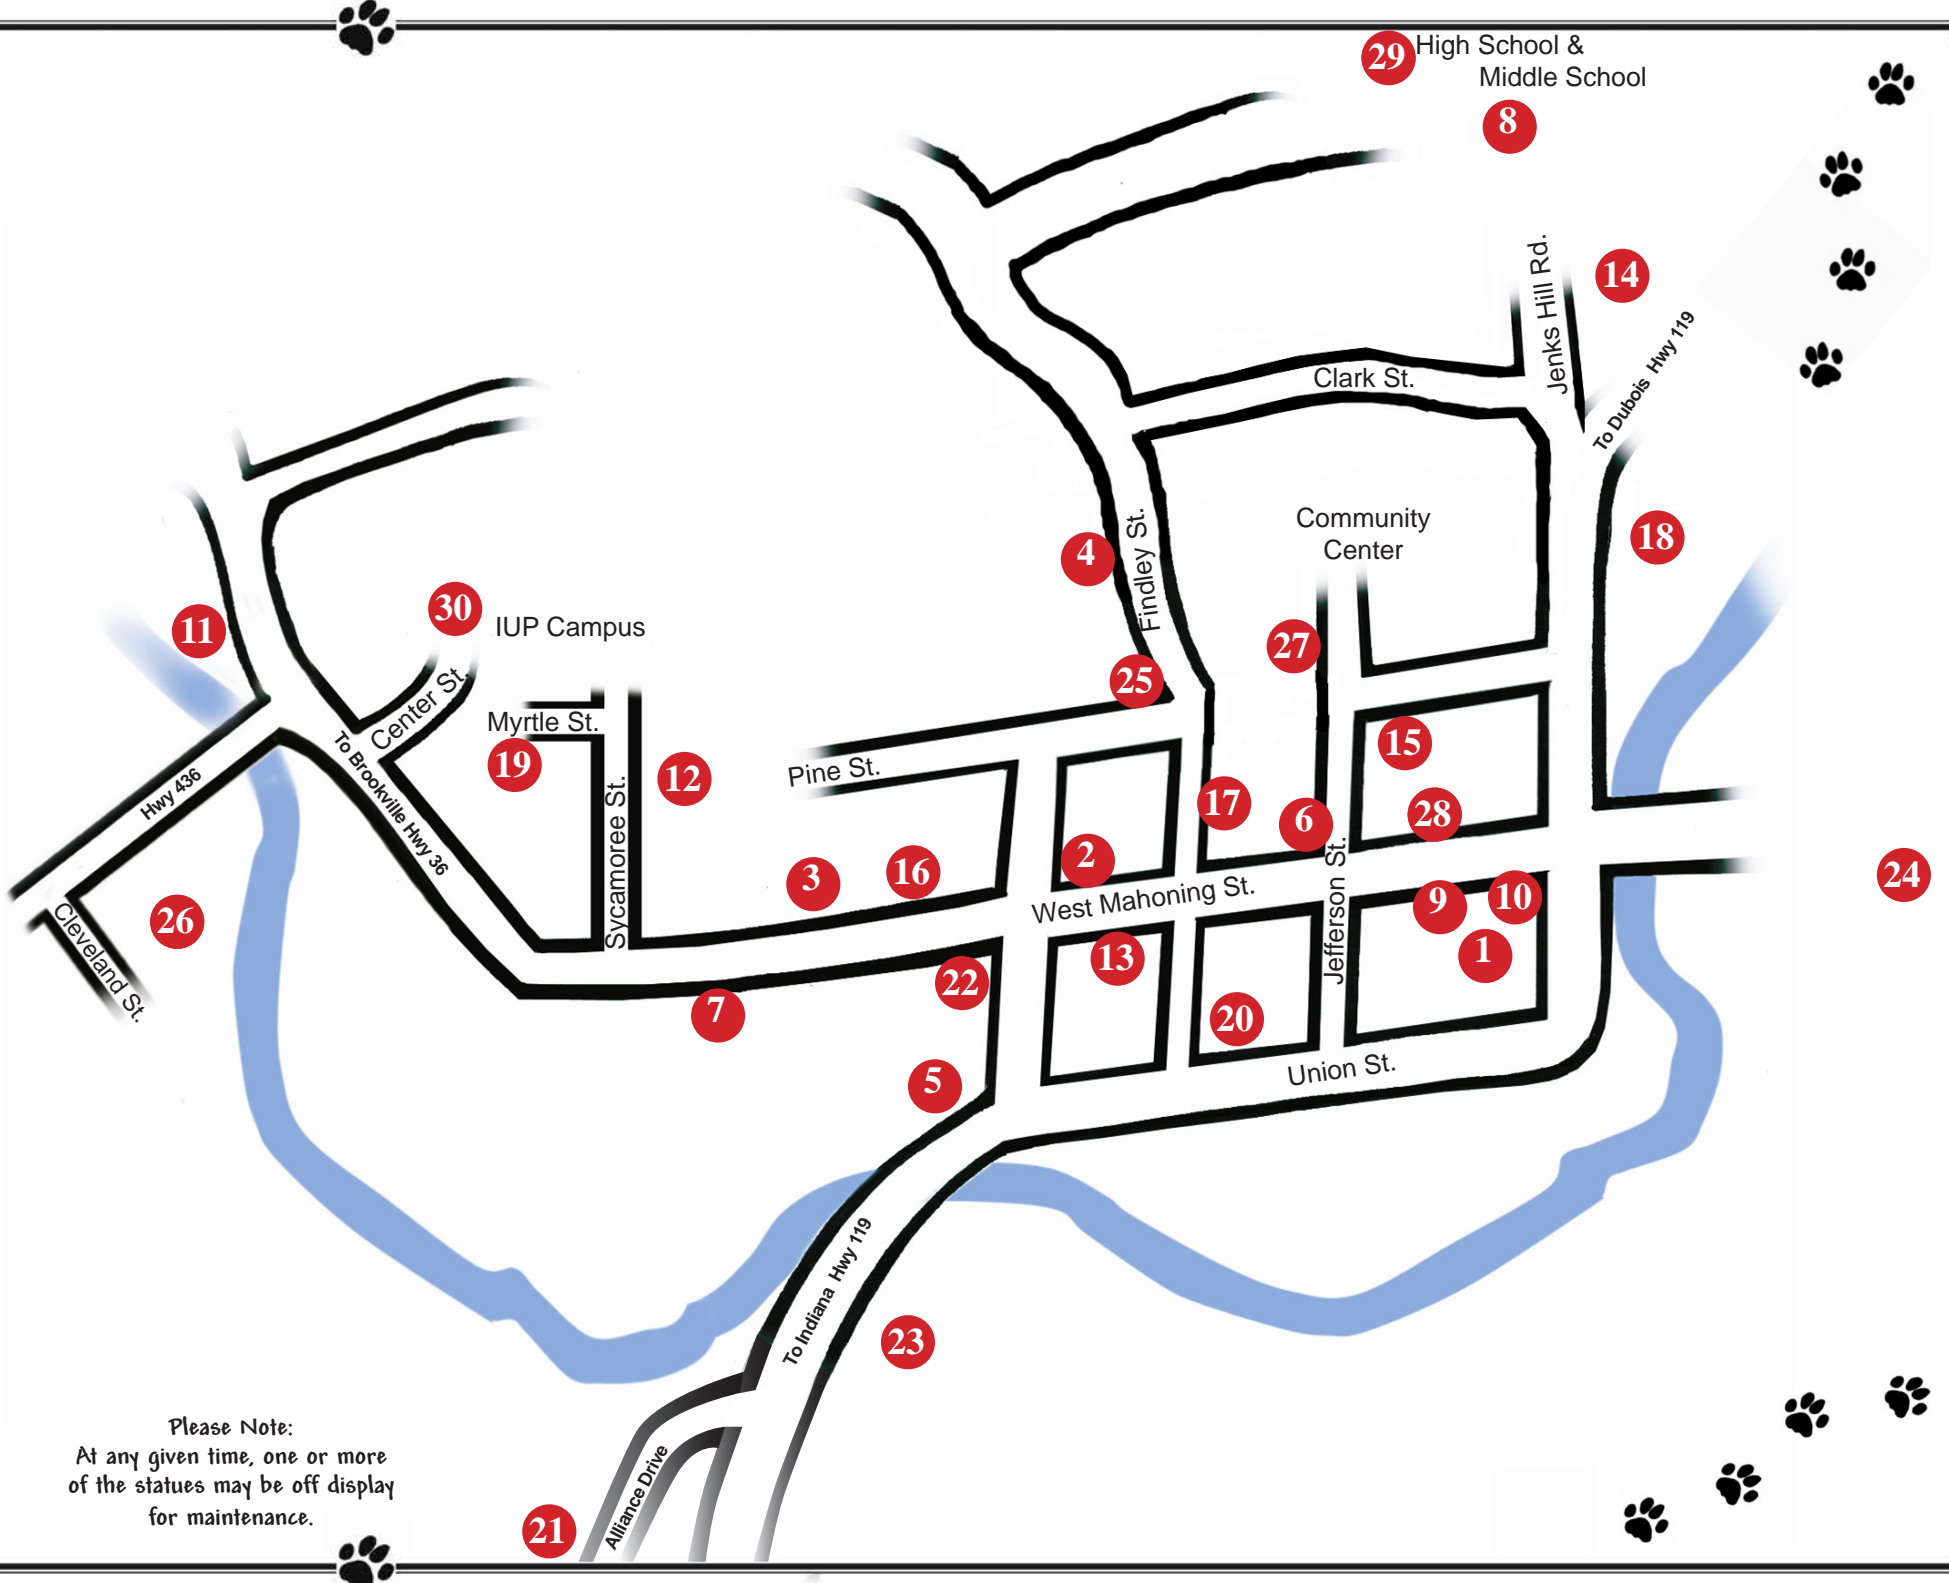 29
High School &
Middle School
8
14
Jenks Hill Rd.
To Dubois Hwy 119
Clark St.
Community
Center
18
4
Findley St.
30
IUP Campus
11
27
25
Center St.
Myrtle St.
19
12
15
Pine St.
To Brookville Hwy 36
Hwy 436
Sycamoree St.
17
6
28
2
16
3
West Mahoning St.
Jefferson St.
24
9
10
26
Cleveland St.
13
1
22
7
20
5
Union St.
To Indiana Hwy 119
23
Please Note:
At any given time, one or more
of the statues may be off display
for maintenance.
Alliance Drive
21